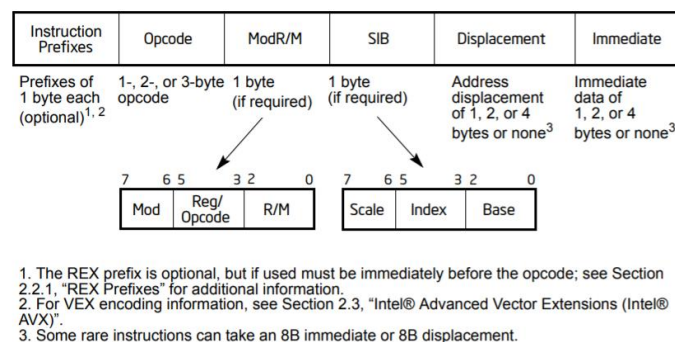 Instruction Prefixes Opcode ModR/M SIB Displacement Immediate
Prefixes of
1 byte each
(optional)1, 2
1-, 2-, or 3-byte
opcode
1 byte
(if required)
1 byte
(if required)
Address
displacement
of 1, 2, or 4
bytes or none3
Immediate
data of
1, 2, or 4
bytes or none3
7 6 5 3 2 0
Mod Reg/Opcode R/M
7 6 5 3 2 0
Scale Index Base
1. The REX prefix is optional, but if used must be immediately before the opcode; see Section
2.2.1, “REX Prefixes” for additional information.
2. For VEX encoding information, see Section 2.3, “Intel® Advanced Vector Extensions (Intel®
AVX)”.
3. Some rare instructions can take an 8B immediate or 8B displacement.